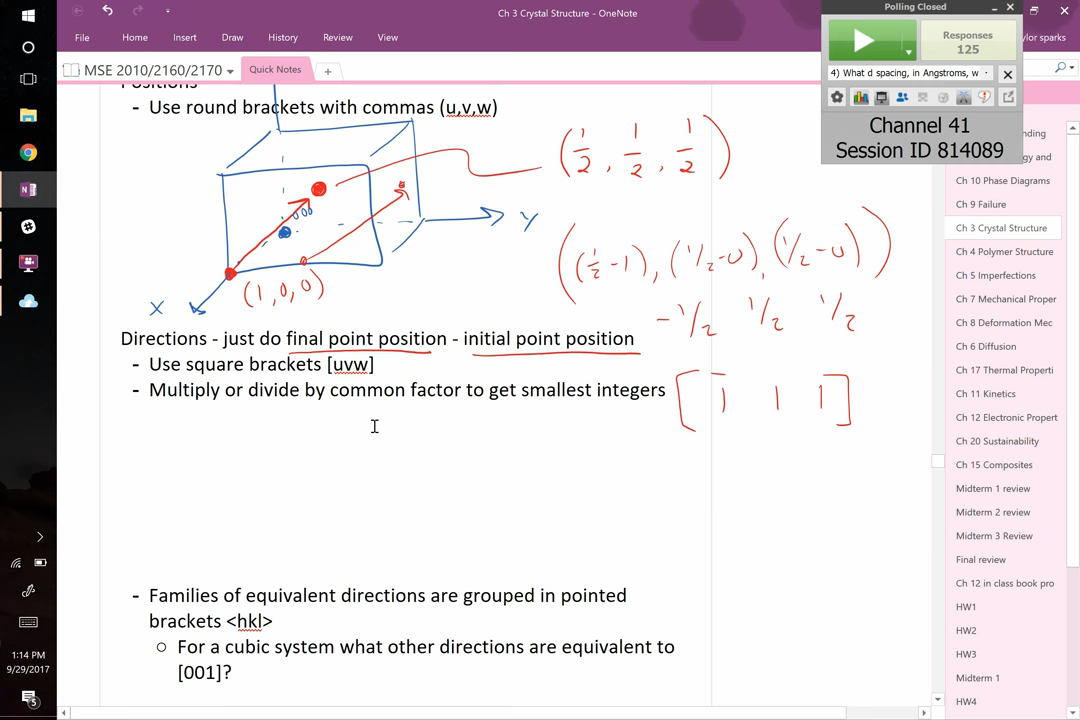 Ch 3 Crystal Structure - OneNote
Polling Closed
File Home Insert Draw History Review View
Responses
125
ylor sparks
4) What d spacing, in Angstroms, w
MSE 2010/2160/2170
Quick Notes
Channel 41
Session ID 814089
- Use round brackets with commas (u,v,w)
(1/2, 1/2, 1/2)
000
Y
((1/2-1), (1/2-0), (1/2-0))
(1, 0, 0)
X
-1/2 1/2 1/2
Directions - just do final point position - initial point position
- Use square brackets [uvw]
- Multiply or divide by common factor to get smallest integers
[1̅ 1 1]
- Families of equivalent directions are grouped in pointed
brackets <hkl>
○ For a cubic system what other directions are equivalent to
[001]?
Ch 10 Phase Diagrams
Ch 9 Failure
Ch 3 Crystal Structure
Ch 4 Polymer Structure
Ch 5 Imperfections
Ch 7 Mechanical Proper
Ch 8 Deformation Mec
Ch 6 Diffusion
Ch 17 Thermal Properti
Ch 11 Kinetics
Ch 12 Electronic Propert
Ch 20 Sustainability
Ch 15 Composites
Midterm 1 review
Midterm 2 review
Midterm 3 Review
Final review
Ch 12 in class book pro
HW1
HW2
HW3
Midterm 1
HW4
1:14 PM
9/29/2017
5